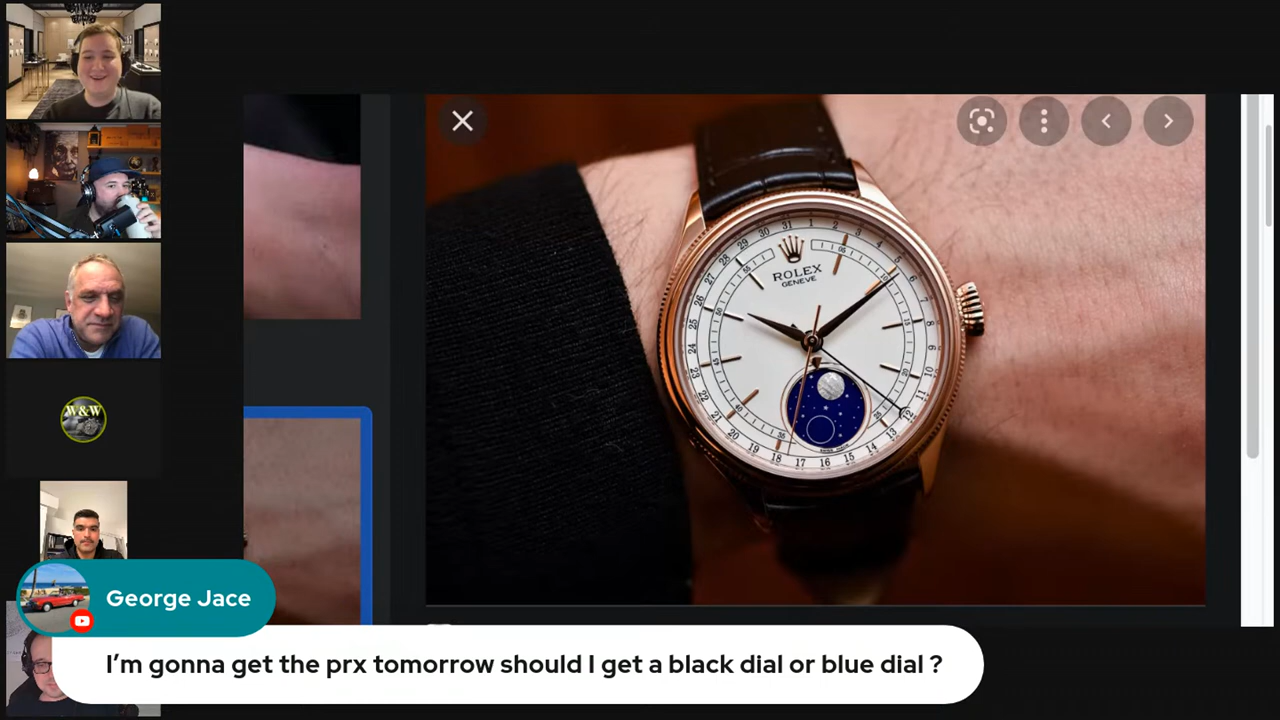 ROLEX
GENEVE
W&W
George Jace
I'm gonna get the prx tomorrow should I get a black dial or blue dial ?